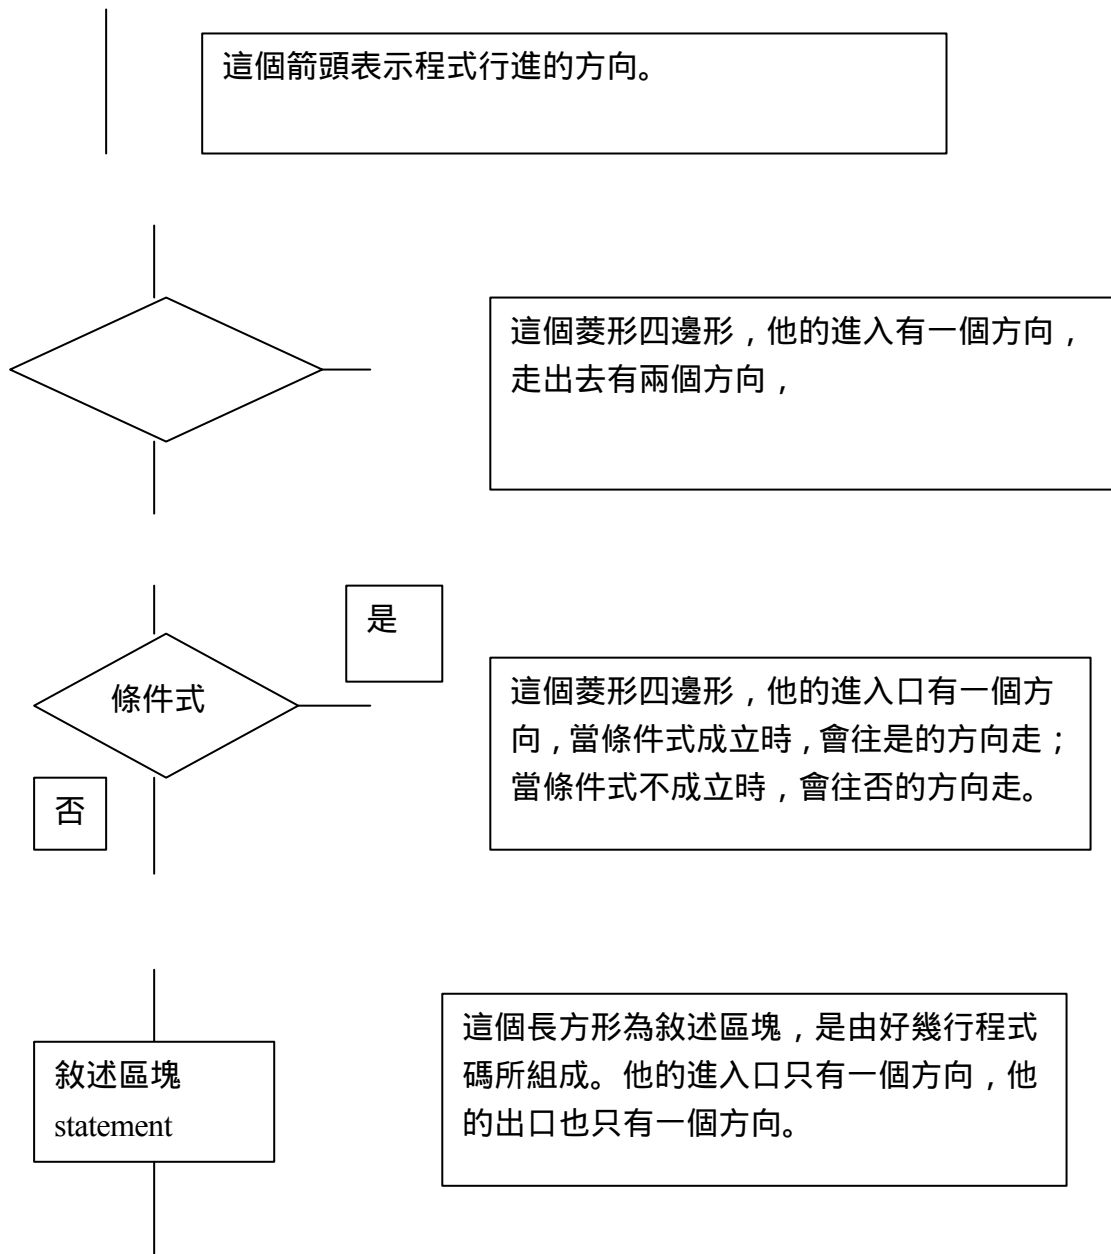 這個箭頭表示程式行進的方向。
這個菱形四邊形，他的進入有一個方向，
走出去有兩個方向，
是
條件式
這個菱形四邊形，他的進入口有一個方
向，當條件式成立時，會往是的方向走；
當條件式不成立時，會往否的方向走。
否
敘述區塊
statement
這個長方形為敘述區塊，是由好幾行程式
碼所組成。他的進入口只有一個方向，他
的出口也只有一個方向。